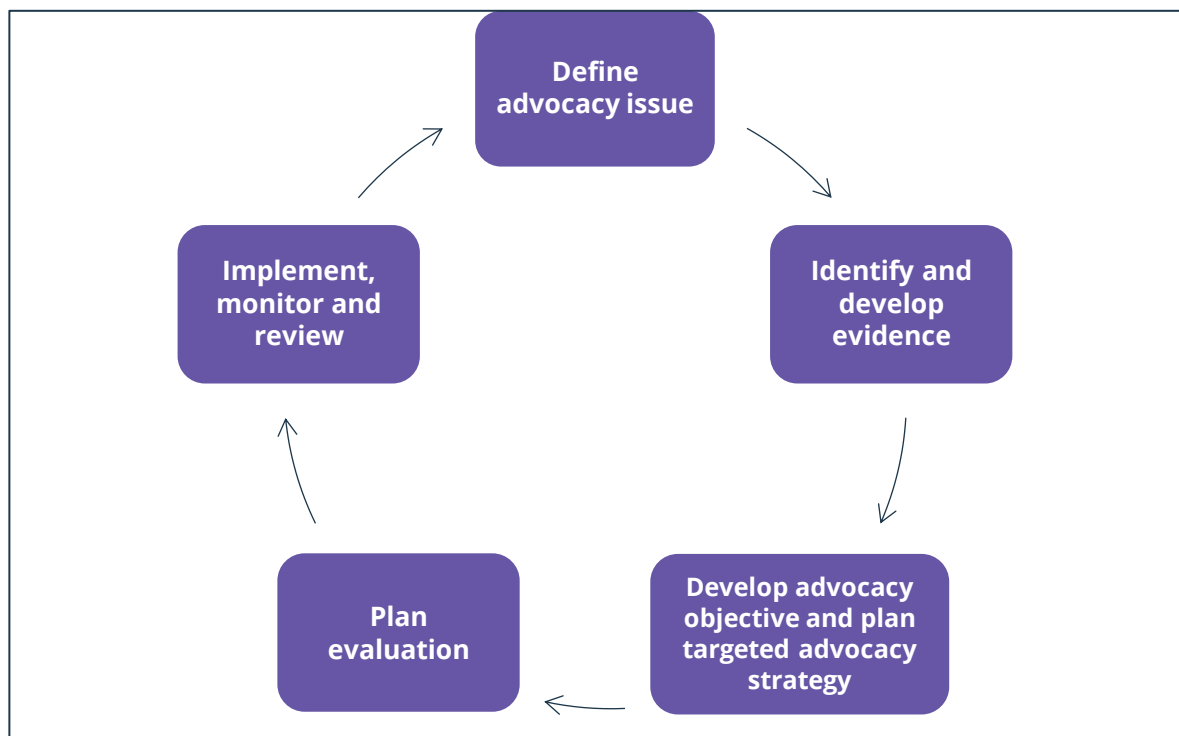 Define
advocacy issue
Identify and
develop
evidence
Develop advocacy
objective and plan
targeted advocacy
strategy
Plan
evaluation
Implement,
monitor and
review